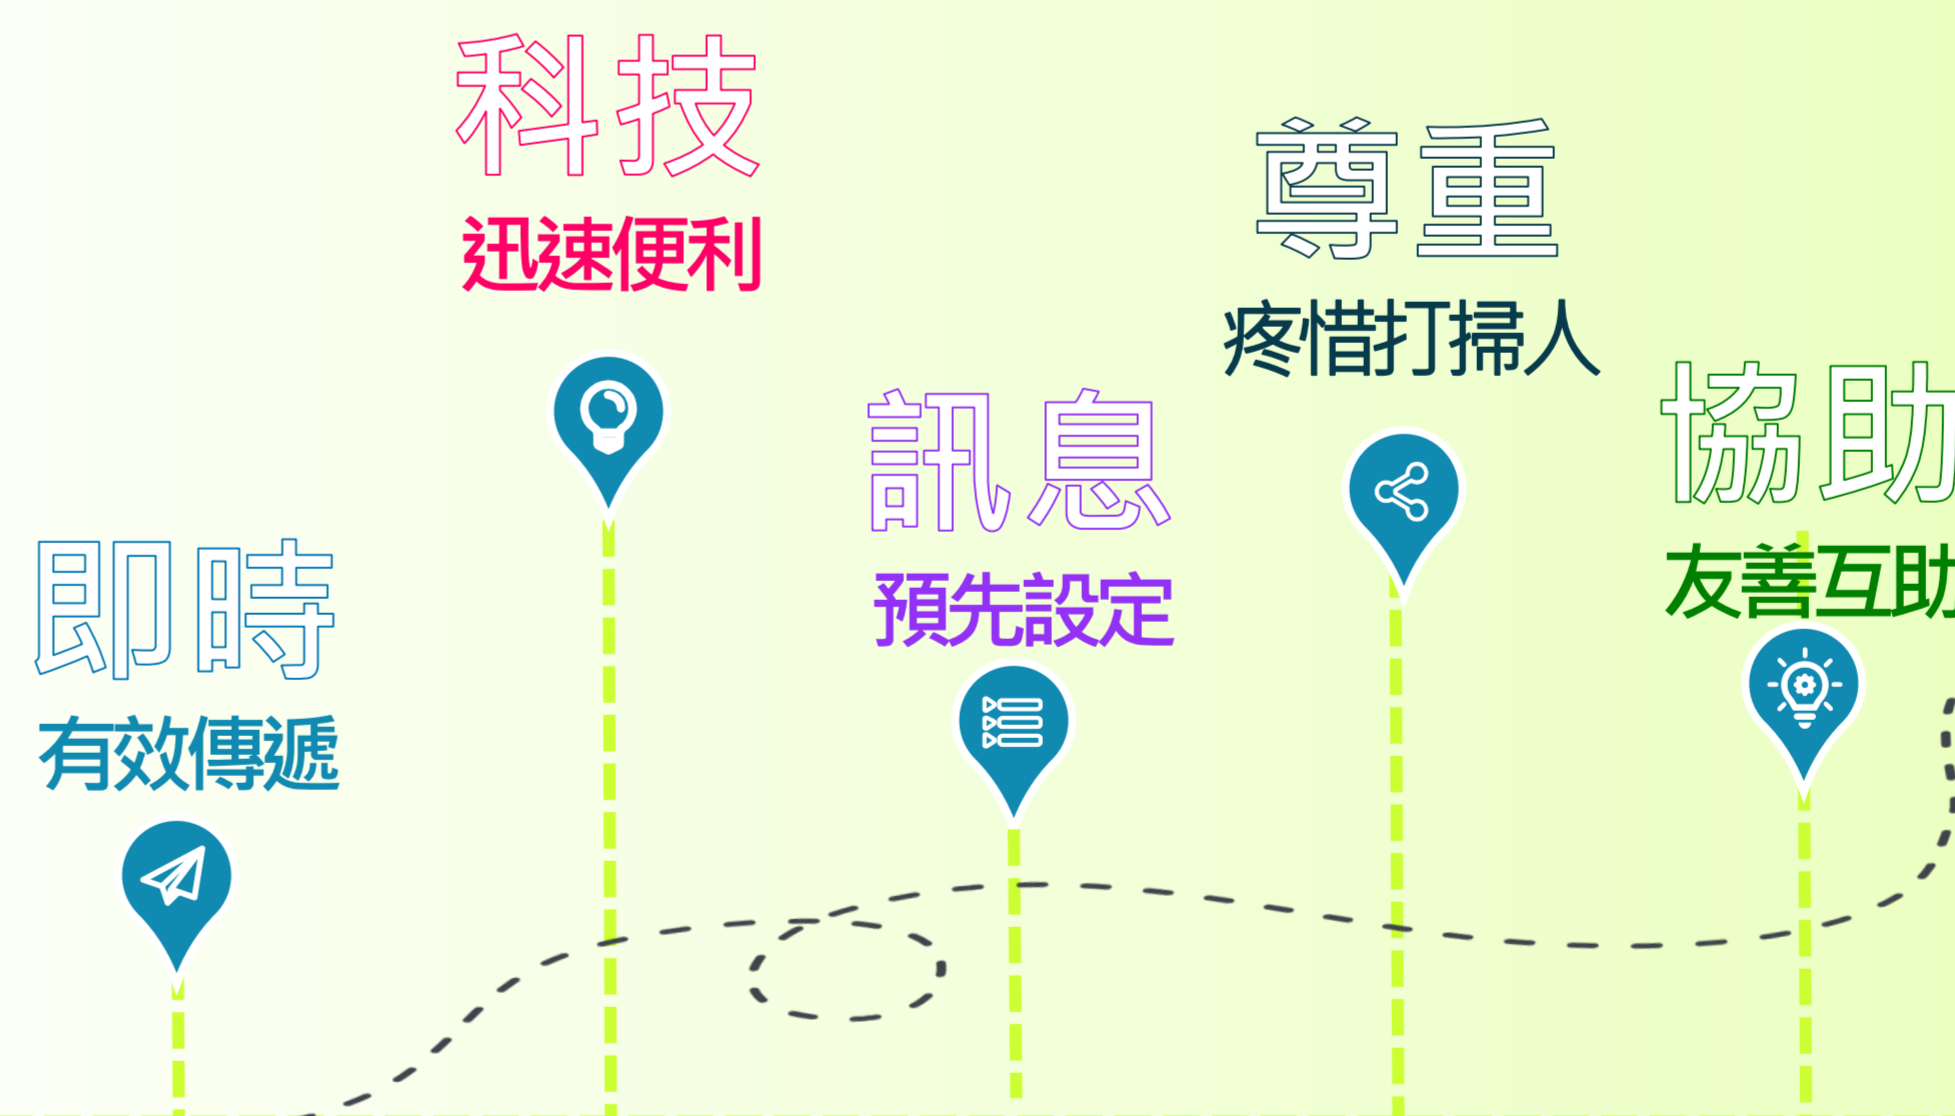 即時
有效傳遞
科技
迅速便利
訊息
預先設定
尊重
疼惜打掃人
協助
友善互助